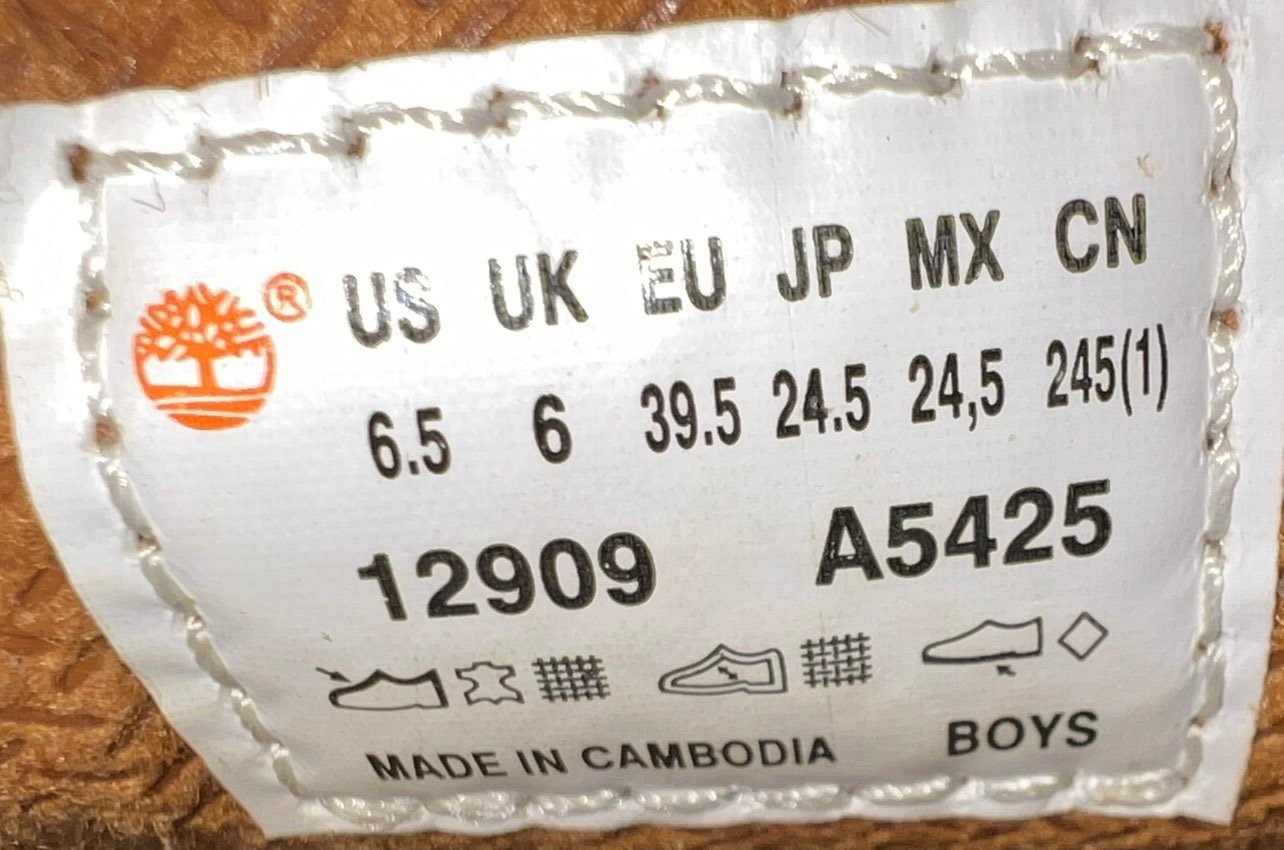 ® US UK EU JP MX CN
6.5 6 39.5 24.5 24,5 245(1)
12909 A5425
MADE IN CAMBODIA BOYS